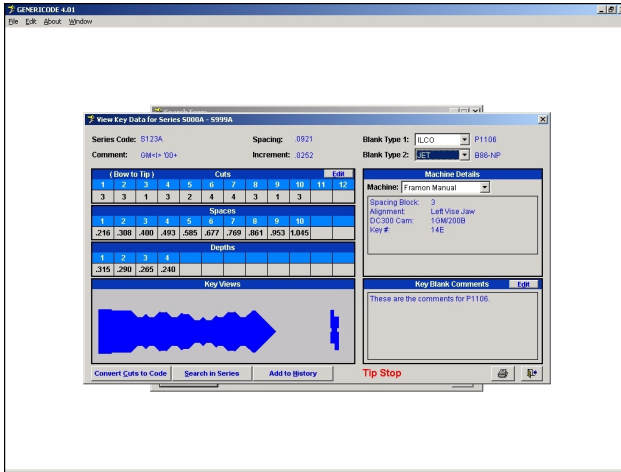 GENERICODE 4.01
File Edit About Window
View Key Data for Series S000A - S999A
Series Code: S123A Spacing: .0921 Blank Type 1: ILCO P1106
Comment: GM<I> '00+ Increment: .0252 Blank Type 2: JET B86-NP
( Bow to Tip ) Cuts Edit
1 2 3 4 5 6 7 8 9 10 11 12
3 3 1 3 2 4 4 3 3 3 1 3
Spaces
1 2 3 4 5 6 7 8 9 10
.216 .308 .400 .493 .585 .677 .769 .861 .953 1.045
Depths
1 2 3 4
.315 .290 .265 .240
Key Views
Machine Details
Machine: Framon Manual
Spacing Block: 3
Alignment: Left Vise Jaw
DC300 Cam: 1GM/200B
Key #: 14E
Key Blank Comments Edit
These are the comments for P1106.
Convert Cuts to Code Search in Series Add to History Tip Stop